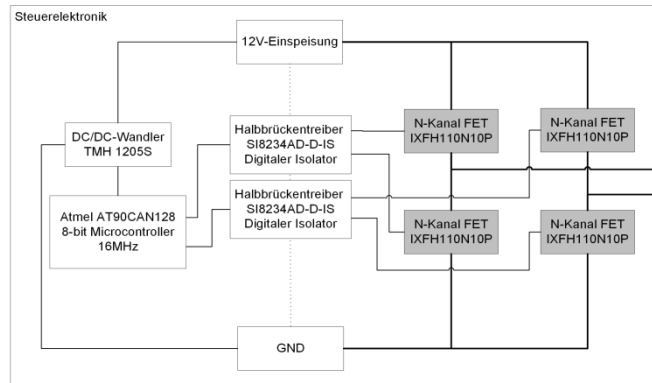 Steuerelektronik
12V-Einspeisung
N-Kanal FET
IXFH110N10P
N-Kanal FET
IXFH110N10P
DC/DC-Wandler
TMH 1205S
Halbbrückentreiber
SI8234AD-D-IS
Digitaler Isolator
Halbbrückentreiber
SI8234AD-D-IS
Digitaler Isolator
Atmel AT90CAN128
8-bit Microcontroller
16MHz
N-Kanal FET
IXFH110N10P
N-Kanal FET
IXFH110N10P
GND